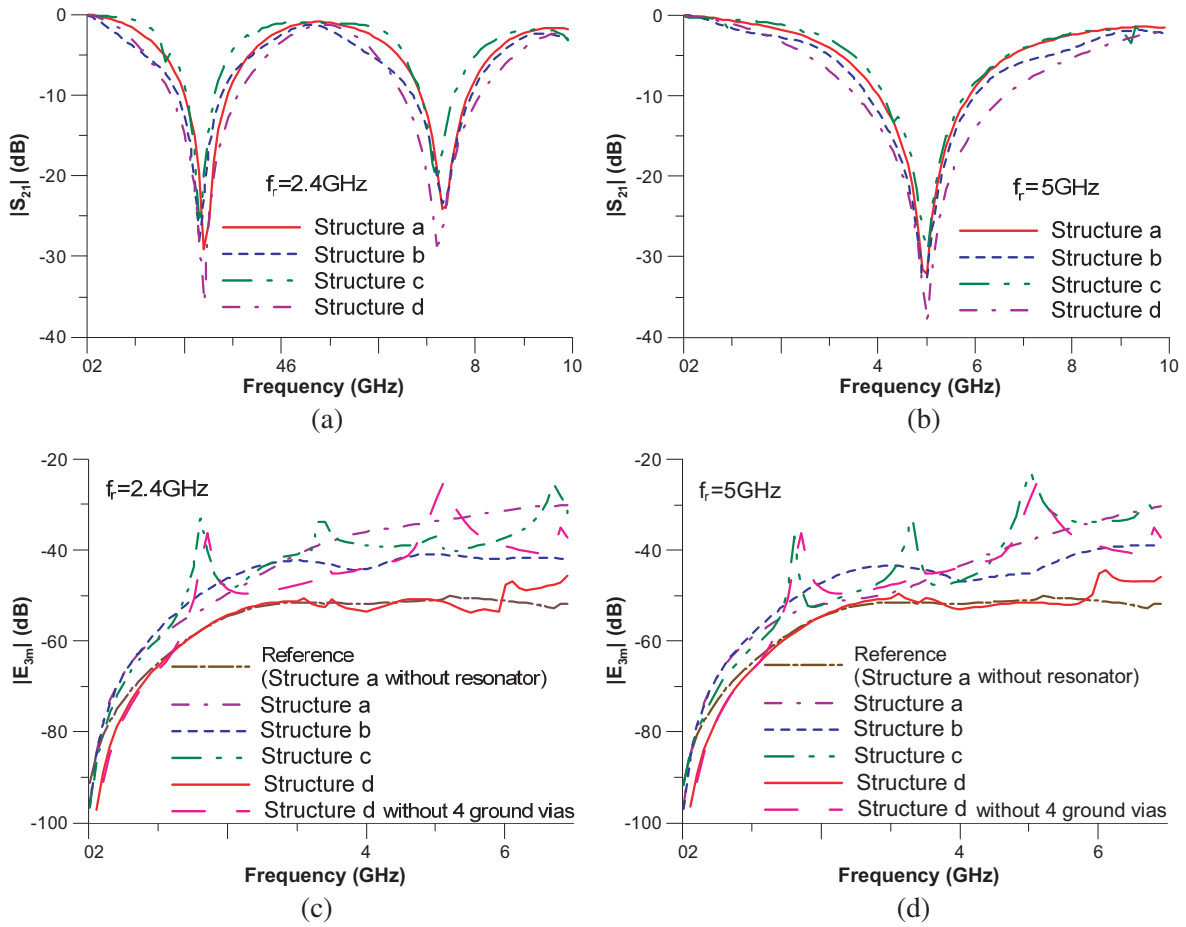 0
-10
-20
-30
-40
|S21| (dB)
fr=2.4GHz
Structure a
Structure b
Structure c
Structure d
02
46
8
10
Frequency (GHz)
(a)
0
-10
-20
-30
-40
|S21| (dB)
fr=5GHz
Structure a
Structure b
Structure c
Structure d
02
4
6
8
10
Frequency (GHz)
(b)
-20
-40
-60
-80
-100
|E3m| (dB)
fr=2.4GHz
Reference
(Structure a without resonator)
Structure a
Structure b
Structure c
Structure d
Structure d without 4 ground vias
02
4
6
Frequency (GHz)
(c)
-20
-40
-60
-80
-100
|E3m| (dB)
fr=5GHz
Reference
(Structure a without resonator)
Structure a
Structure b
Structure c
Structure d
Structure d without 4 ground vias
02
4
6
Frequency (GHz)
(d)